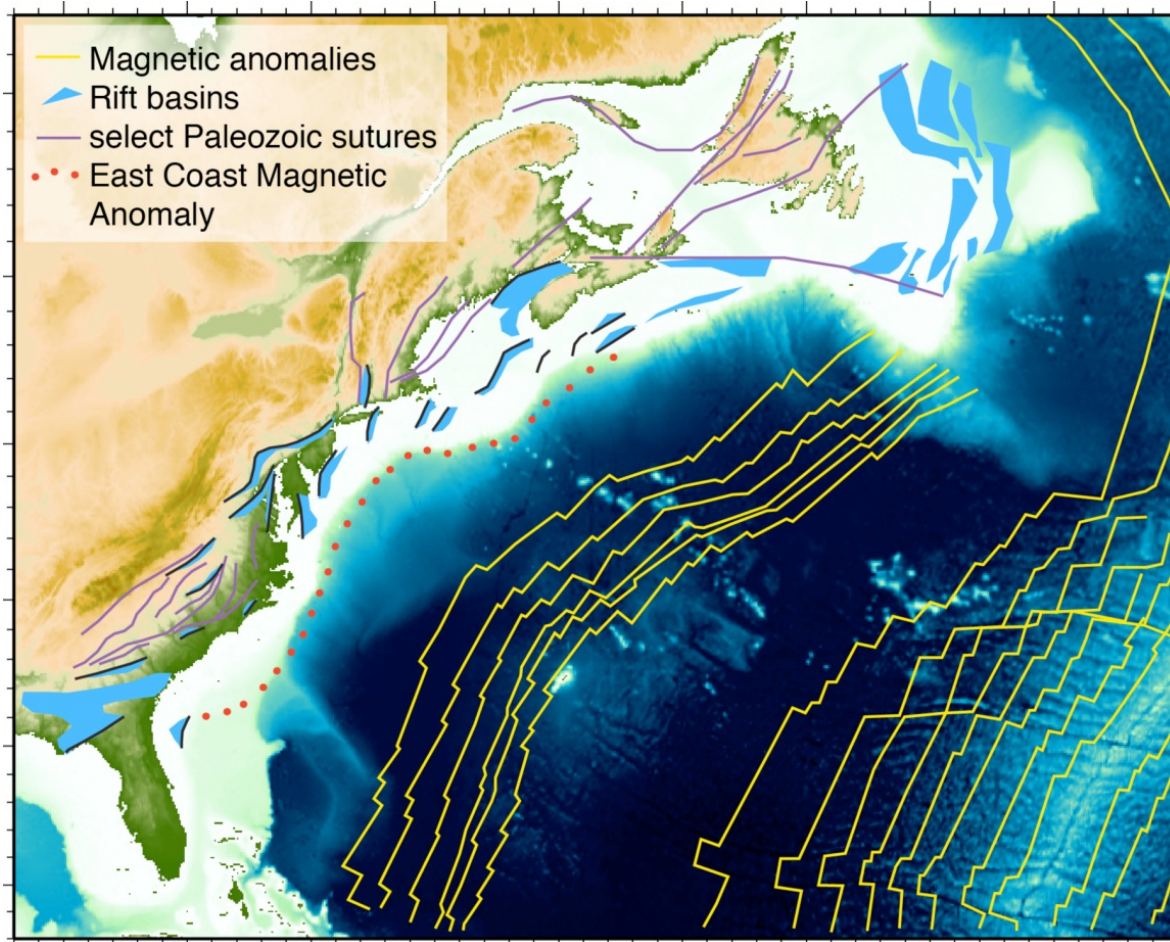 Magnetic anomalies
Rift basins
select Paleozoic sutures
East Coast Magnetic
Anomaly